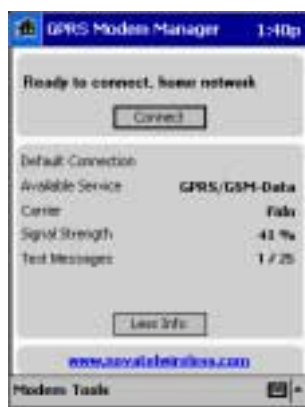 GPRS Modem Manager 1:40p
Ready to connect, home network
Connect
Default Connection
Available Service GPRS/GSM-Data
Carrier Fido
Signal Strength 41 %
Text Messages 1 / 25
Less Info
www.novatelwireless.com
Modem Tools